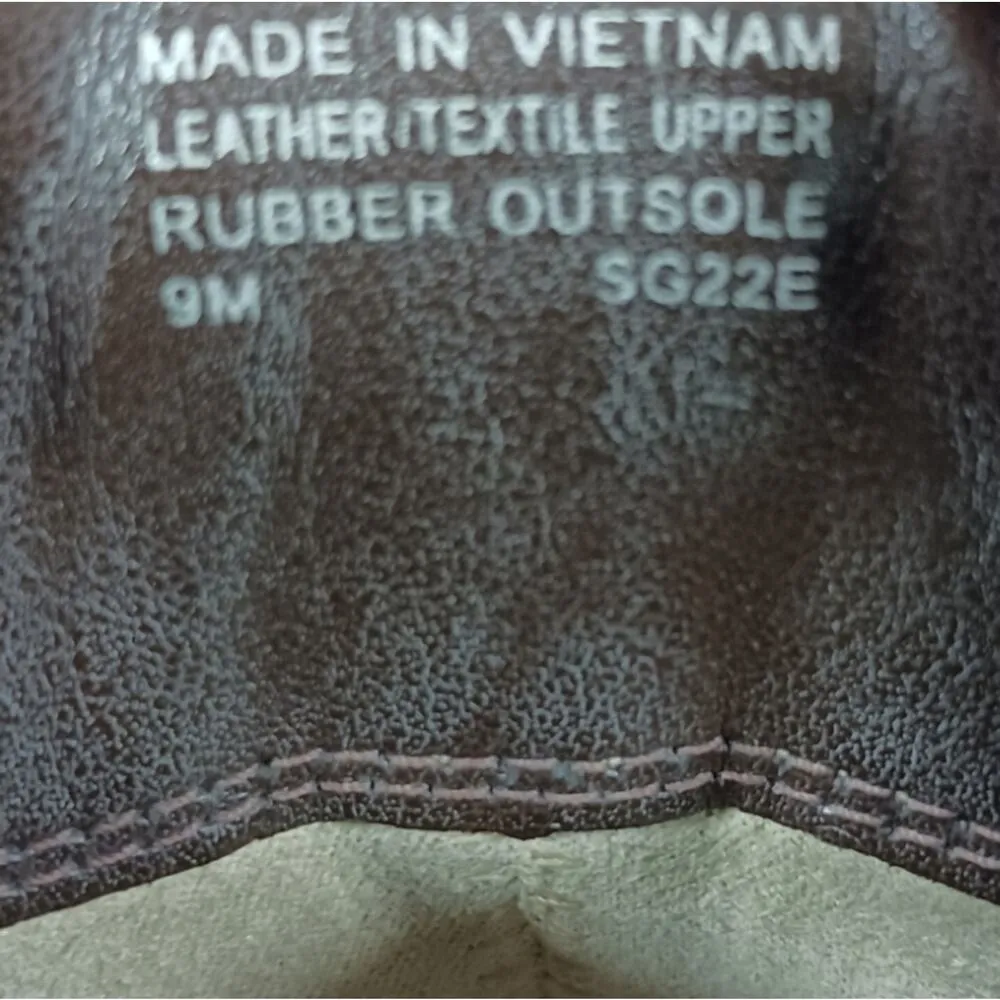 MADE IN VIETNAM
LEATHER/TEXTILE UPPER
RUBBER OUTSOLE
9M SG22E